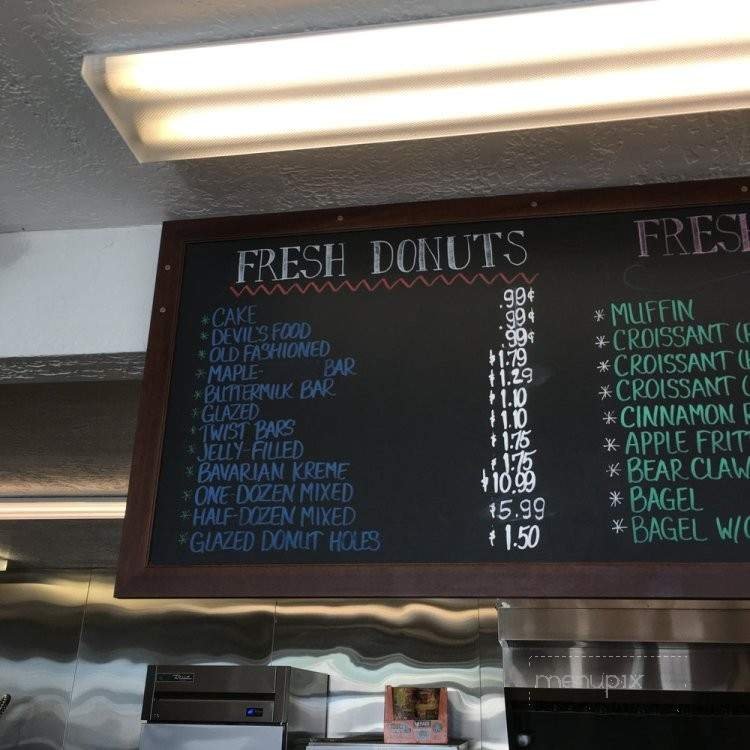 FRESH DONUTS
* CAKE .99¢
* DEVIL'S FOOD .99¢
* OLD FASHIONED .99¢
* MAPLE- BAR $1.79
* BUTTERMILK BAR $1.29
* GLAZED $1.10
* TWIST BARS $1.10
* JELLY-FILLED $1.75
* BAVARIAN KREME $1.75
* ONE-DOZEN MIXED $10.99
* HALF-DOZEN MIXED $5.99
* GLAZED DONUT HOLES $1.50
FRES
* MUFFIN
* CROISSANT (
* CROISSANT (
* CROISSANT
* CINNAMON
* APPLE FRIT
* BEAR CLAW
* BAGEL
* BAGEL W/
menupix